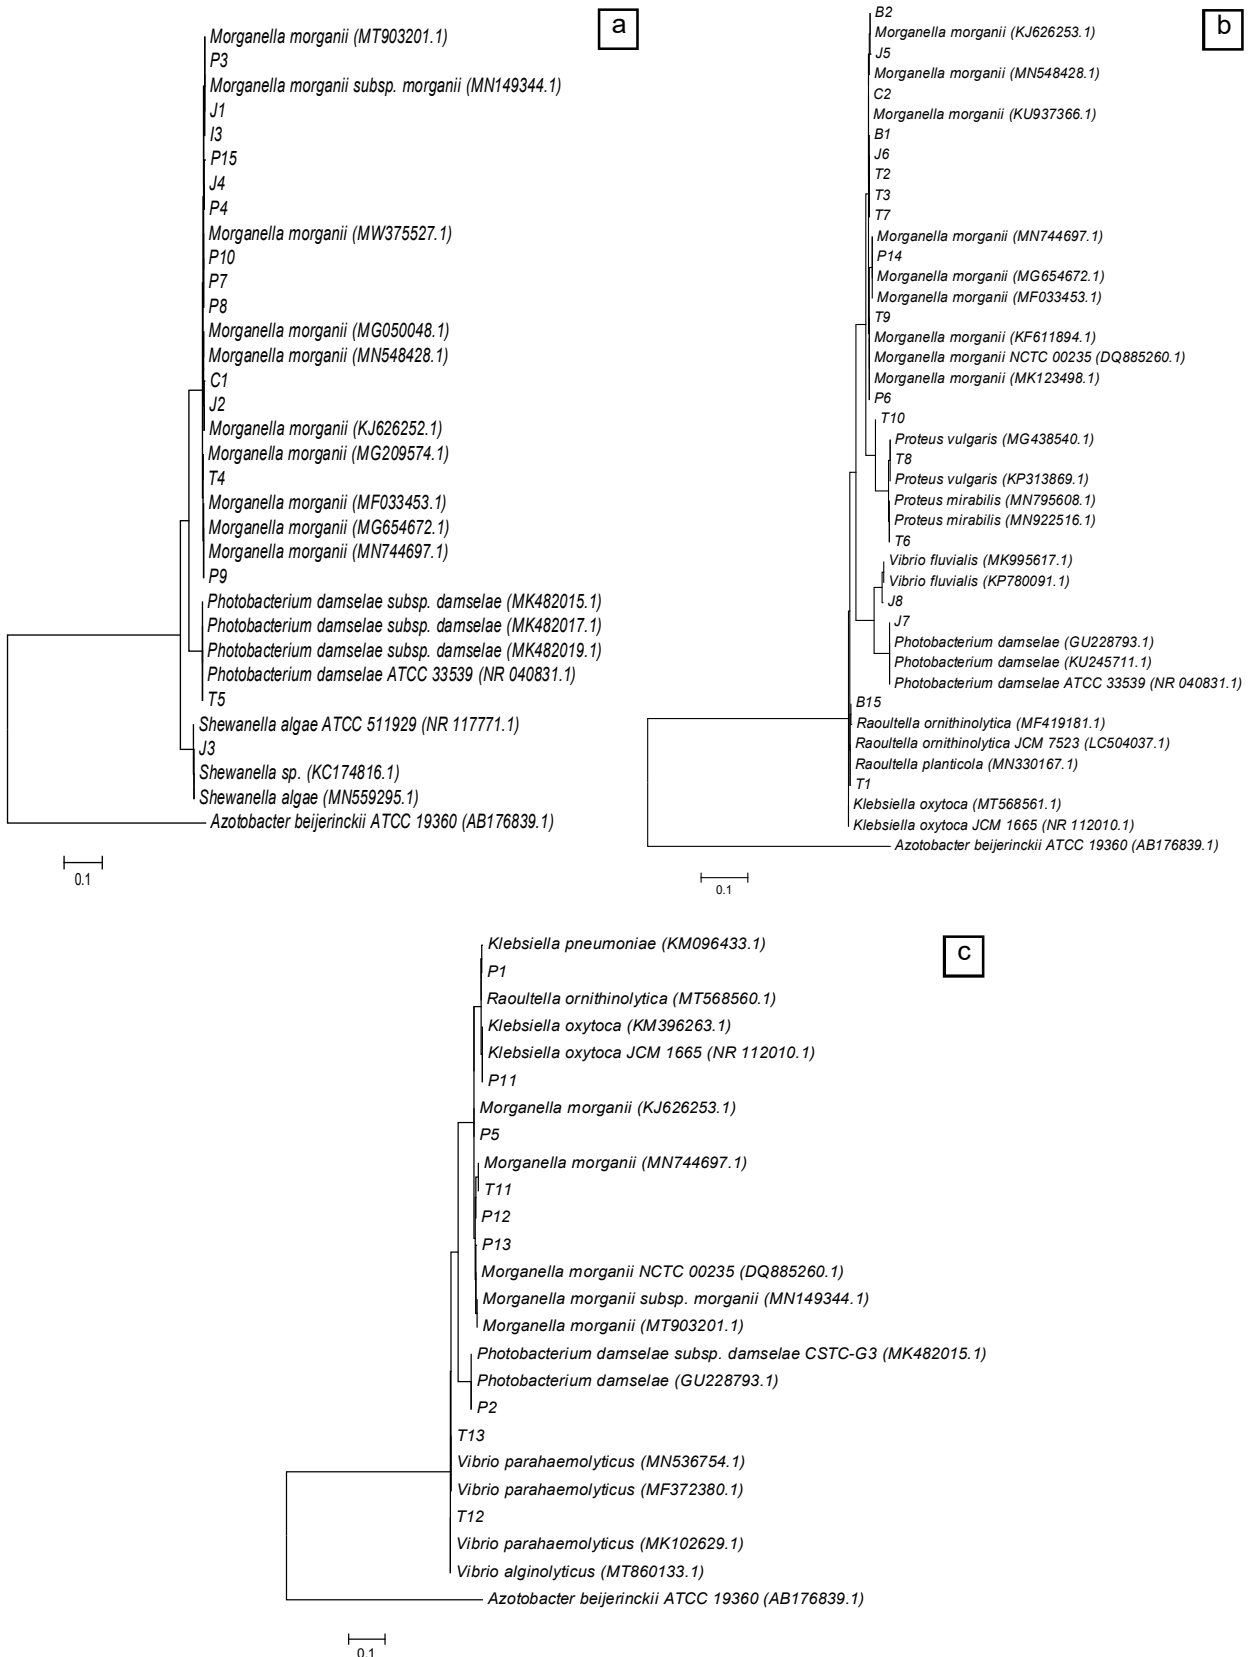 a
Morganella morganii (MT903201.1)
P3
Morganella morganii subsp. morganii (MN149344.1)
J1
I3
P15
J4
P4
Morganella morganii (MW375527.1)
P10
P7
P8
Morganella morganii (MG050048.1)
Morganella morganii (MN548428.1)
C1
J2
Morganella morganii (KJ626252.1)
Morganella morganii (MG209574.1)
T4
Morganella morganii (MF033453.1)
Morganella morganii (MG654672.1)
Morganella morganii (MN744697.1)
P9
Photobacterium damselae subsp. damselae (MK482015.1)
Photobacterium damselae subsp. damselae (MK482017.1)
Photobacterium damselae subsp. damselae (MK482019.1)
Photobacterium damselae ATCC 33539 (NR 040831.1)
T5
Shewanella algae ATCC 511929 (NR 117771.1)
J3
Shewanella sp. (KC174816.1)
Shewanella algae (MN559295.1)
Azotobacter beijerinckii ATCC 19360 (AB176839.1)
0.1
b
B2
Morganella morganii (KJ626253.1)
J5
Morganella morganii (MN548428.1)
C2
Morganella morganii (KU937366.1)
B1
J6
T2
T3
T7
Morganella morganii (MN744697.1)
P14
Morganella morganii (MG654672.1)
Morganella morganii (MF033453.1)
T9
Morganella morganii (KF611894.1)
Morganella morganii NCTC 00235 (DQ885260.1)
Morganella morganii (MK123498.1)
P6
T10
Proteus vulgaris (MG438540.1)
T8
Proteus vulgaris (KP313869.1)
Proteus mirabilis (MN795608.1)
Proteus mirabilis (MN922516.1)
T6
Vibrio fluvialis (MK995617.1)
Vibrio fluvialis (KP780091.1)
J8
J7
Photobacterium damselae (GU228793.1)
Photobacterium damselae (KU245711.1)
Photobacterium damselae ATCC 33539 (NR 040831.1)
B15
Raoultella ornithinolytica (MF419181.1)
Raoultella ornithinolytica JCM 7523 (LC504037.1)
Raoultella planticola (MN330167.1)
T1
Klebsiella oxytoca (MT568561.1)
Klebsiella oxytoca JCM 1665 (NR 112010.1)
Azotobacter beijerinckii ATCC 19360 (AB176839.1)
0.1
c
Klebsiella pneumoniae (KM096433.1)
P1
Raoultella ornithinolytica (MT568560.1)
Klebsiella oxytoca (KM396263.1)
Klebsiella oxytoca JCM 1665 (NR 112010.1)
P11
Morganella morganii (KJ626253.1)
P5
Morganella morganii (MN744697.1)
T11
P12
P13
Morganella morganii NCTC 00235 (DQ885260.1)
Morganella morganii subsp. morganii (MN149344.1)
Morganella morganii (MT903201.1)
Photobacterium damselae subsp. damselae CSTC-G3 (MK482015.1)
Photobacterium damselae (GU228793.1)
P2
T13
Vibrio parahaemolyticus (MN536754.1)
Vibrio parahaemolyticus (MF372380.1)
T12
Vibrio parahaemolyticus (MK102629.1)
Vibrio alginolyticus (MT860133.1)
Azotobacter beijerinckii ATCC 19360 (AB176839.1)
0.1